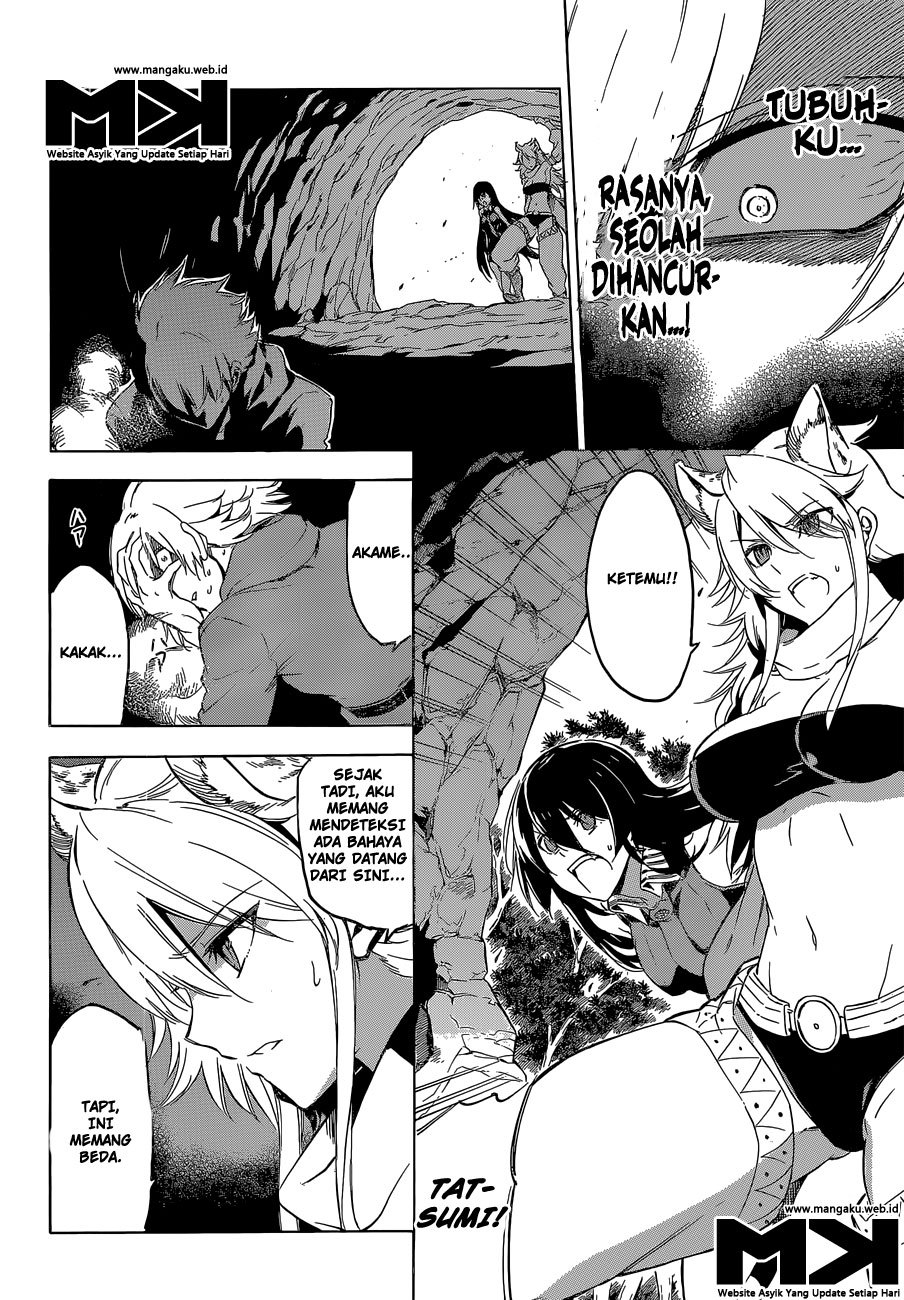 TUBUH-
KU...
RASANYA,
SEOLAH
DIHANCUR-
KAN...!
www.mangaku.web.id
MK
Website Asyik Yang Update Setiap Hari
KETEMU!!
TAT-
SUMI!
AKAME..
ハァ
KAKAK...
SEJAK
TADI, AKU
MEMANG
MENDETEKSI
ADA BAHAYA
YANG DATANG
DARI SINI...
TAPI,
INI
MEMANG
BEDA.
www.mangaku.web.id
MK
Website Asyik Yang Update Setiap Hari